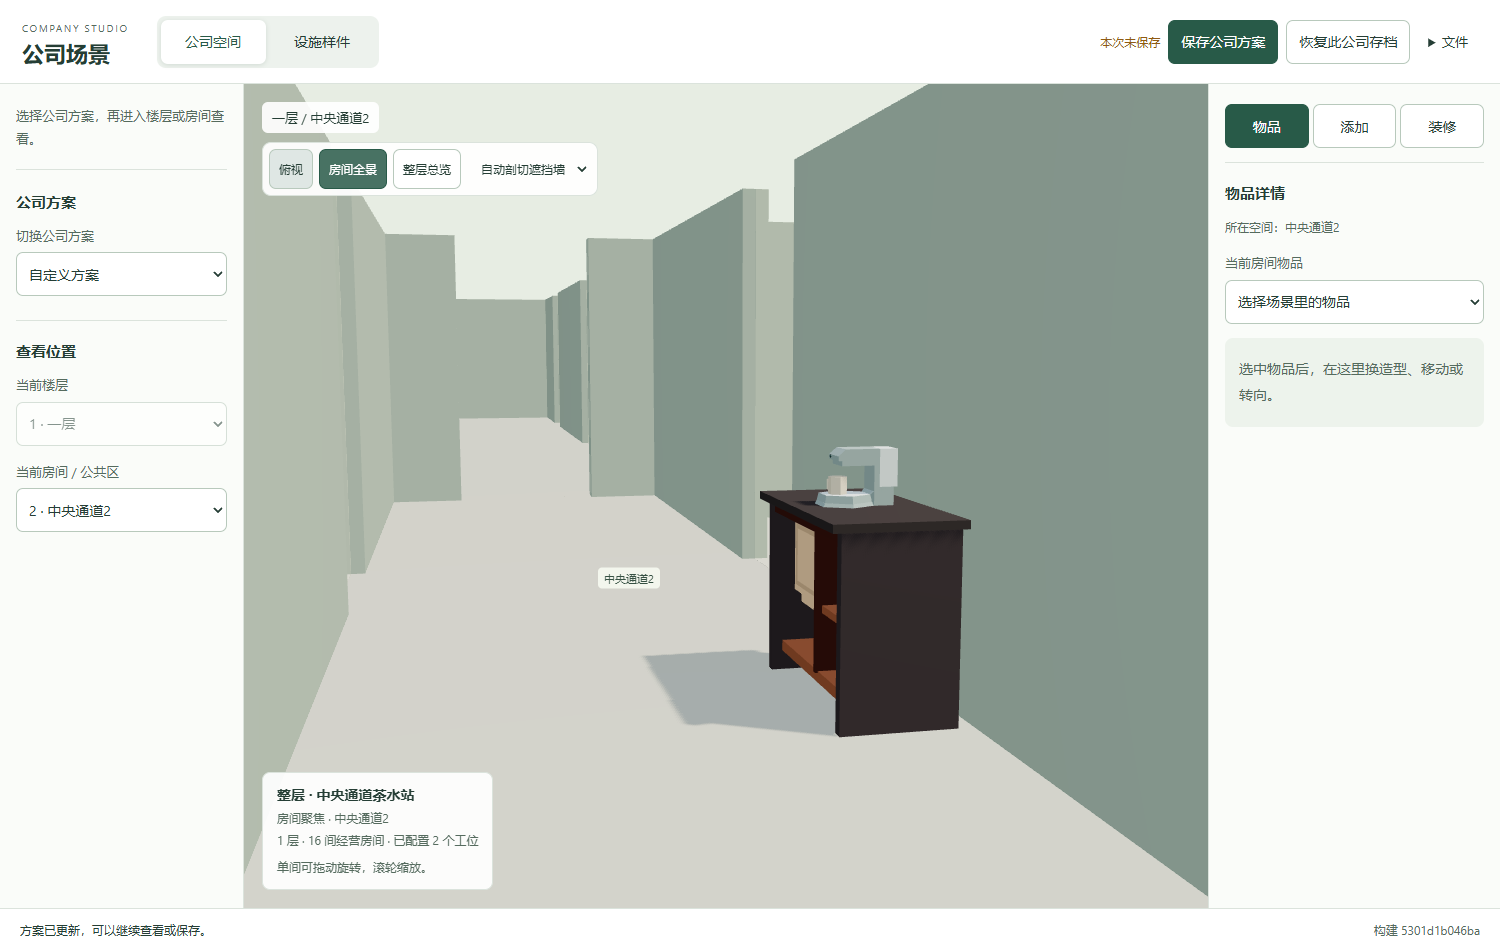 COMPANY STUDIO
公司场景
公司空间
设施样件
本次未保存
保存公司方案
恢复此公司存档
文件
选择公司方案，再进入楼层或房间查
看。
公司方案
切换公司方案
自定义方案
查看位置
当前楼层
1 · 一层
当前房间 / 公共区
2 · 中央通道2
一层 / 中央通道2
俯视
房间全景
整层总览
自动剖切遮挡墙
中央通道2
整层 · 中央通道茶水站
房间聚焦 · 中央通道2
1 层 · 16 间经营房间 · 已配置 2 个工位
单间可拖动旋转，滚轮缩放。
物品
添加
装修
物品详情
所在空间：中央通道2
当前房间物品
选择场景里的物品
选中物品后，在这里换造型、移动或
转向。
方案已更新，可以继续查看或保存。
构建 5301d1b046ba